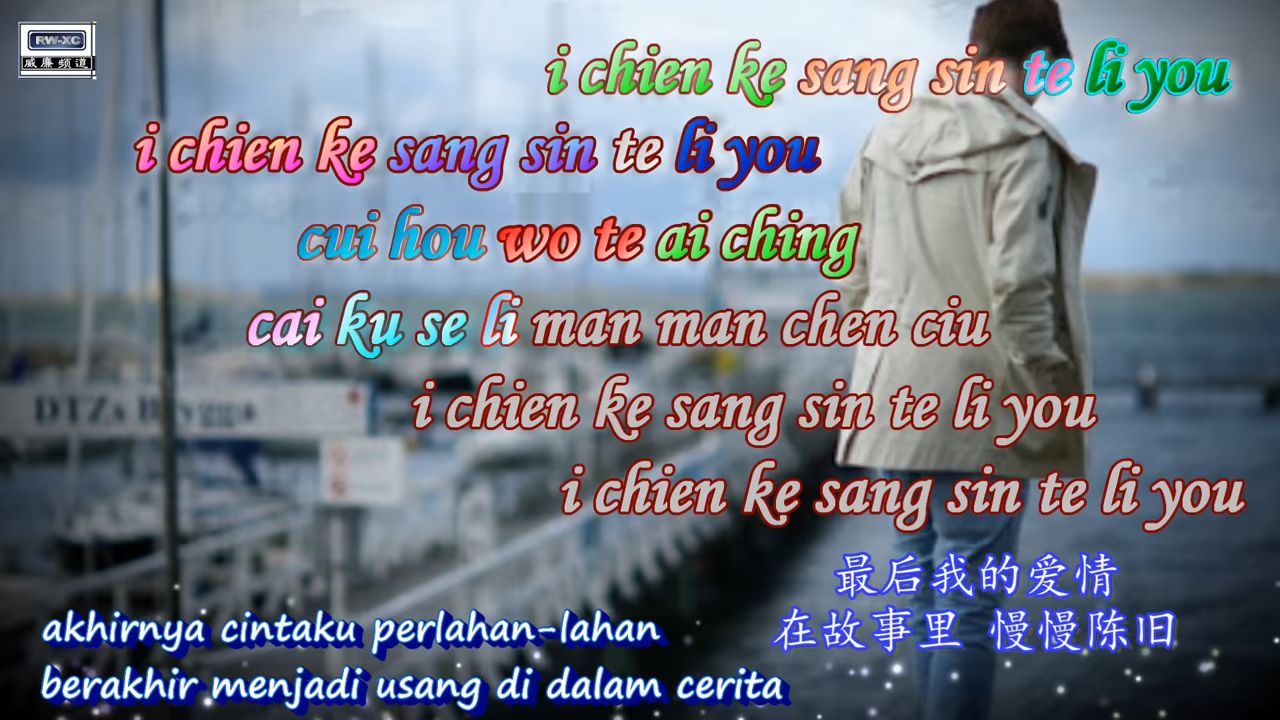 RW-XC
威廉频道
i chien ke sang sin te li you
i chien ke sang sin te li you
cui hou wo te ai ching
cai ku se li man man chen ciu
i chien ke sang sin te li you
i chien ke sang sin te li you
最后我的爱情
在故事里 慢慢陈旧
akhirnya cintaku perlahan-lahan
berakhir menjadi usang di dalam cerita